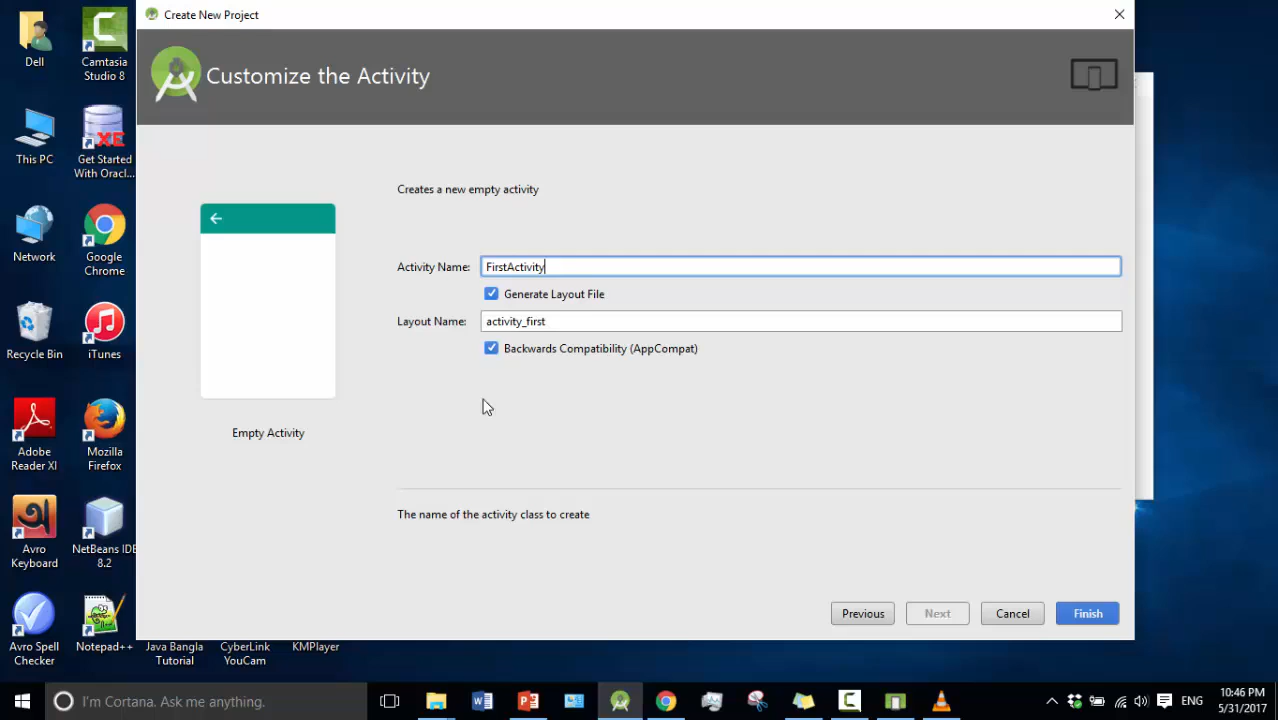 Create New Project
Customize the Activity
Creates a new empty activity
Activity Name:
FirstActivity
Generate Layout File
Layout Name:
activity_first
Backwards Compatibility (AppCompat)
Empty Activity
The name of the activity class to create
Previous
Next
Cancel
Finish
Dell
Camtasia
Studio 8
This PC
XE
Get Started
With Oracl...
Network
Google
Chrome
Recycle Bin
iTunes
Adobe
Reader XI
Mozilla
Firefox
Avro
Keyboard
NetBeans IDE
8.2
Avro Spell
Checker
Notepad++
Java Bangla
Tutorial
CyberLink
YouCam
KMPlayer
I'm Cortana. Ask me anything.
ENG
10:46 PM
5/31/2017